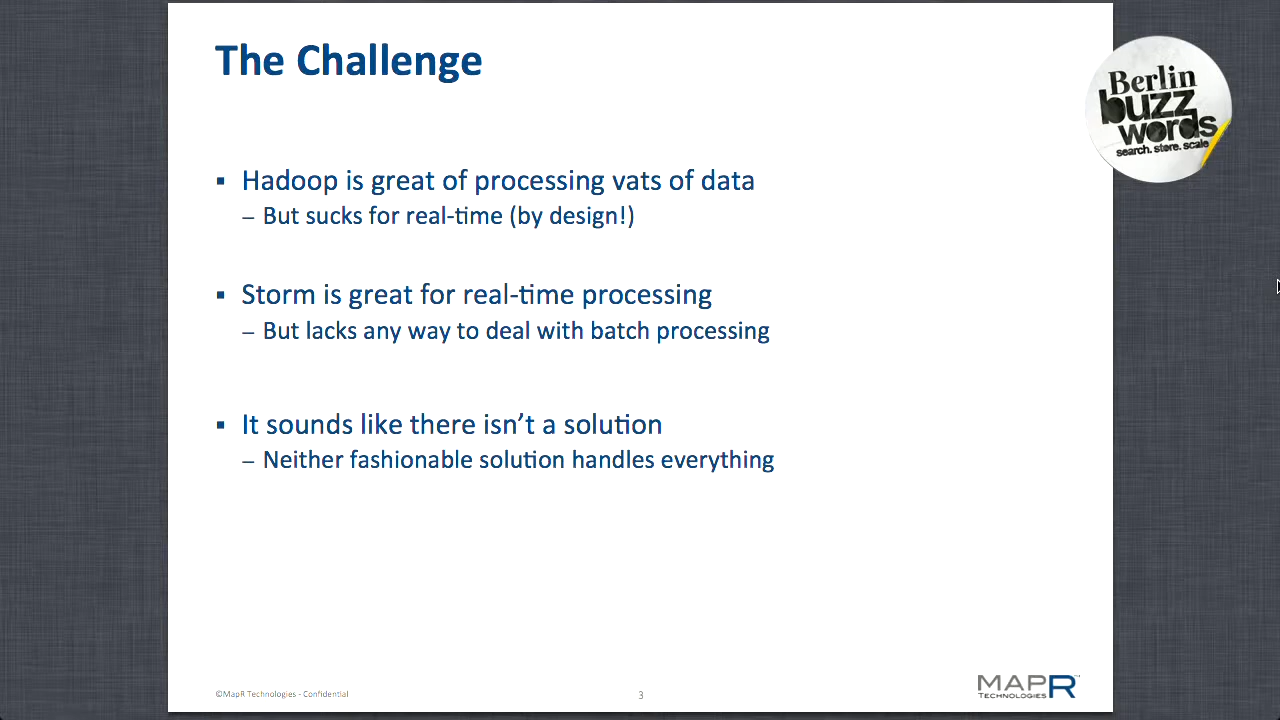 The Challenge
Berlin
buzz
words
search. store. scale
▪ Hadoop is great of processing vats of data
– But sucks for real-time (by design!)
▪ Storm is great for real-time processing
– But lacks any way to deal with batch processing
▪ It sounds like there isn’t a solution
– Neither fashionable solution handles everything
©MapR Technologies - Confidential
3
MAPR™
TECHNOLOGIES